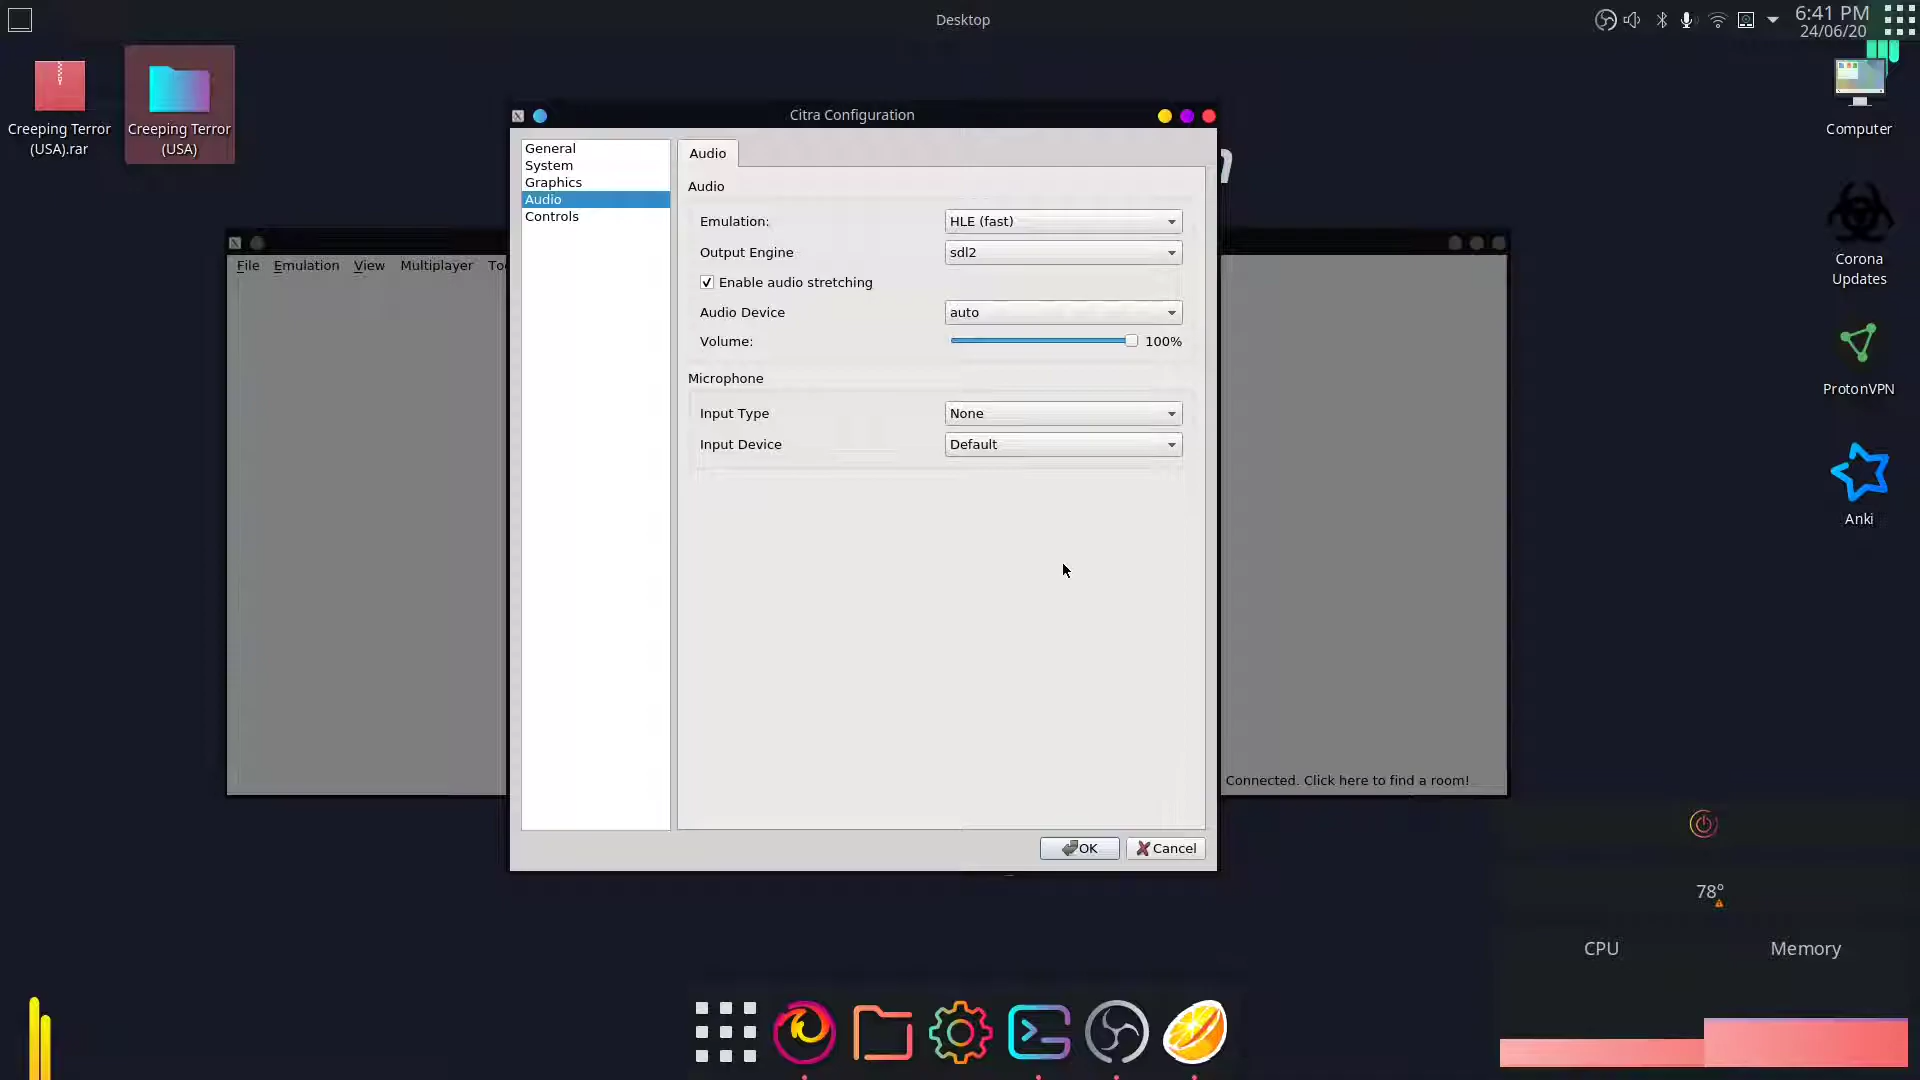 Desktop
6:41 PM
24/06/20
Creeping Terror
(USA).rar
Creeping Terror
(USA)
Computer
Corona
Updates
ProtonVPN
Anki
Citra Configuration
General
System
Graphics
Audio
Controls
Audio
Audio
Emulation: HLE (fast)
Output Engine sdl2
Enable audio stretching
Audio Device auto
Volume: 100%
Microphone
Input Type None
Input Device Default
OK Cancel
File Emulation View Multiplayer
Connected. Click here to find a room!
78°
CPU Memory